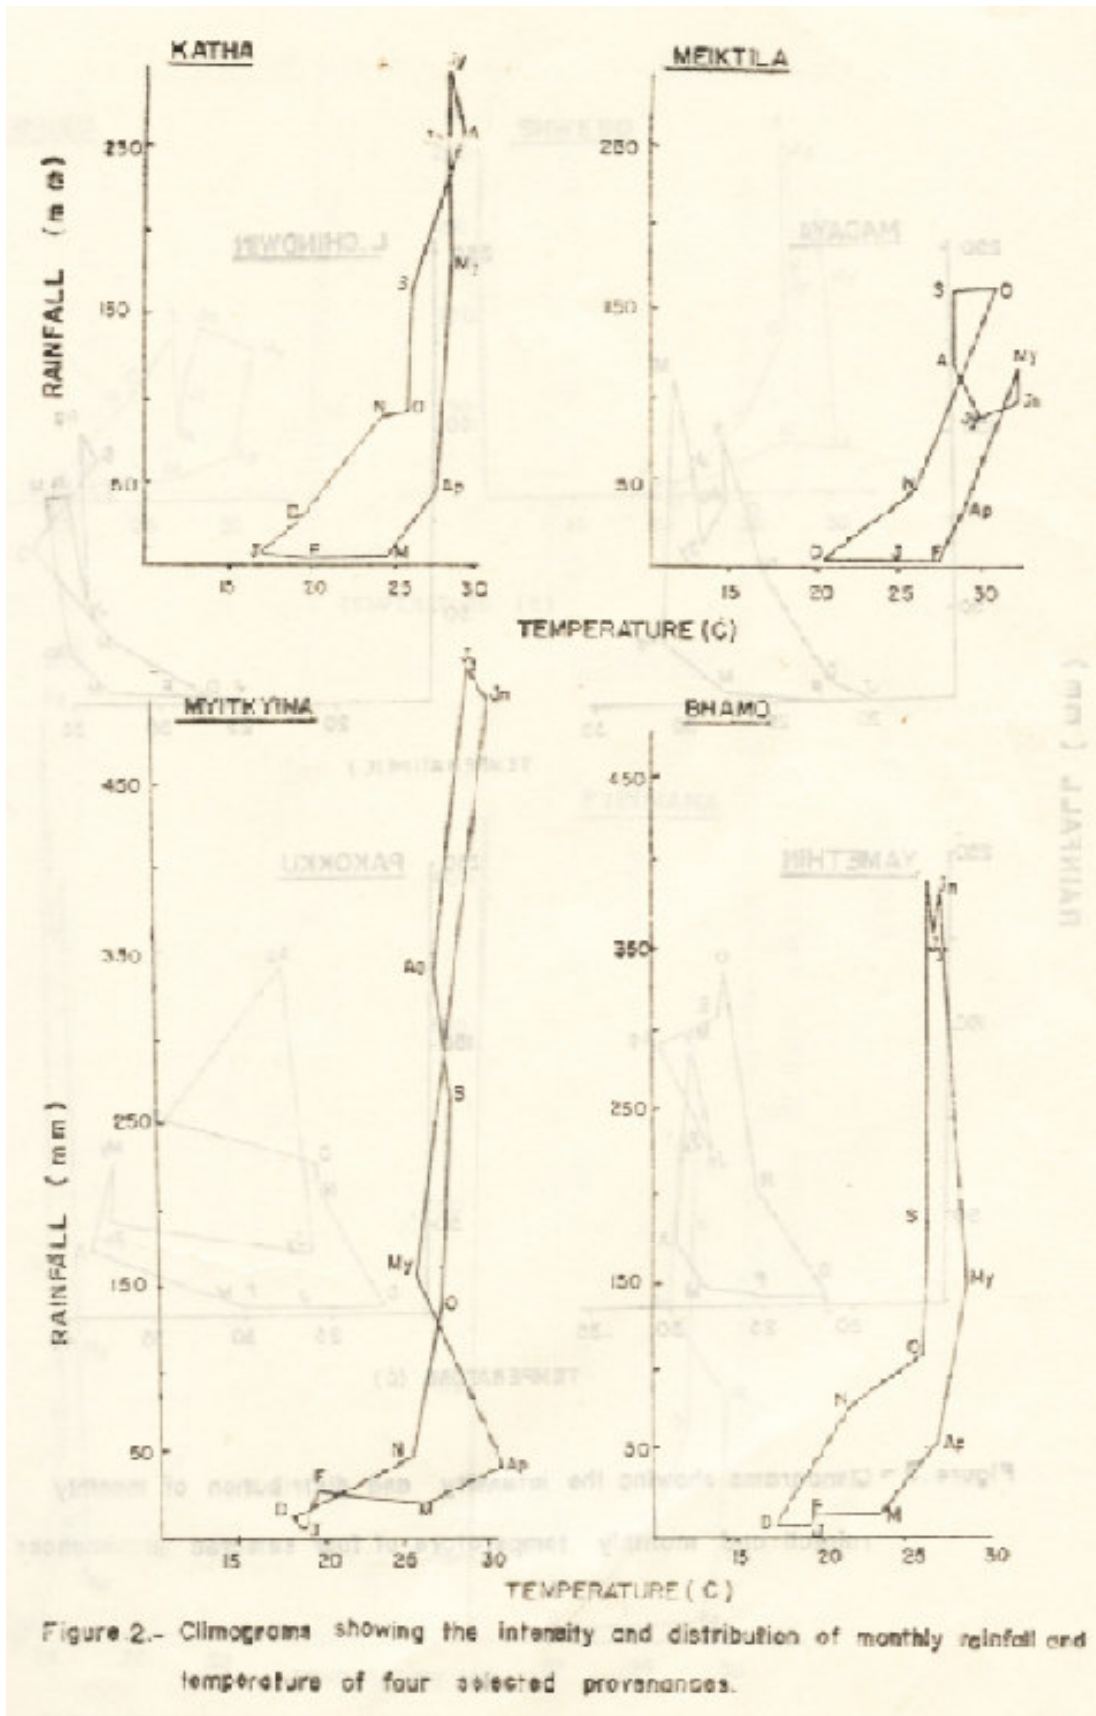 KATHA
MEIKTILA
RAINFALL (mm)
250
150
50
Jy
A
My
S
N
O
D
Ap
J
F
M
15 20 25 30
250
150
50
S
O
A
My
Jn
Jy
N
Ap
D
J
F
15 20 25 30
TEMPERATURE (C)
MYITKYINA
BHAMO
RAINFALL (mm)
450
350
250
150
50
Jy
Jn
Ao
S
My
O
N
Ap
F
D
M
J
15 20 25 30
450
350
250
150
50
Jn
Jy
S
My
O
N
Ap
D
F
J
M
15 20 25 30
TEMPERATURE (C)
Figure 2.- Climograms showing the intensity and distribution of monthly rainfall and
temperature of four selected provenances.